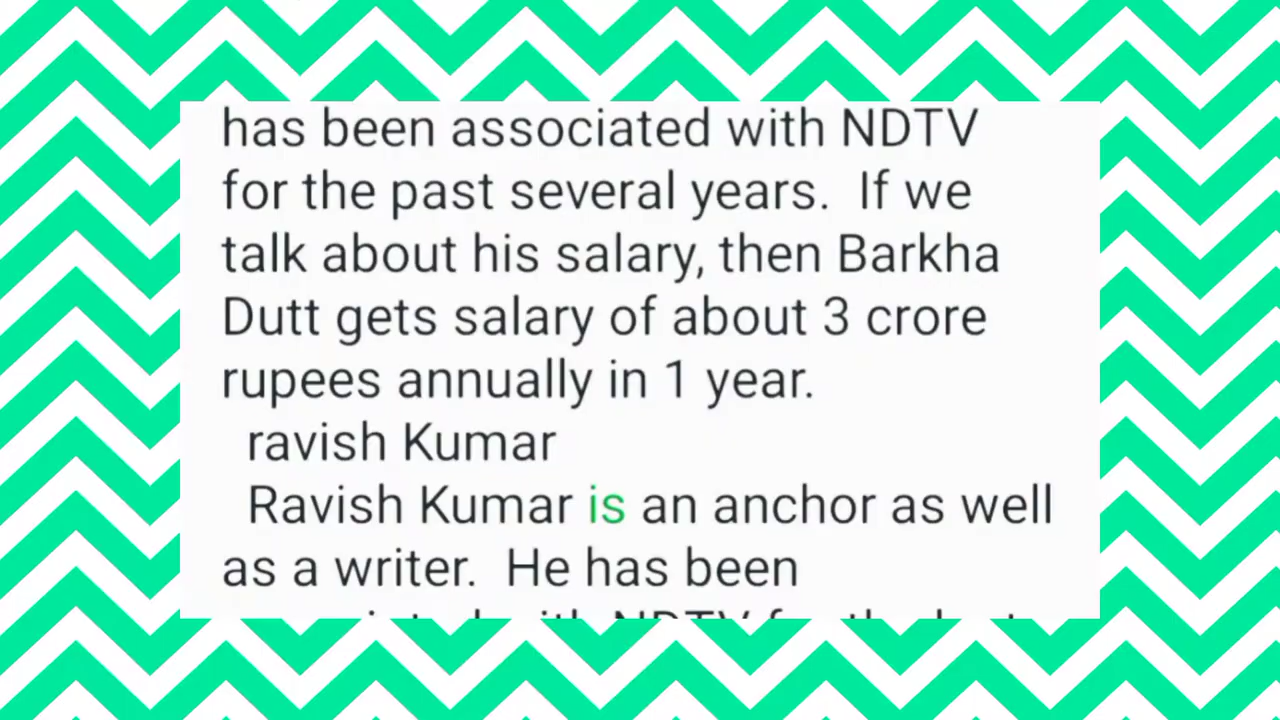 has been associated with NDTV
for the past several years.  If we
talk about his salary, then Barkha
Dutt gets salary of about 3 crore
rupees annually in 1 year.
ravish Kumar
Ravish Kumar is an anchor as well
as a writer.  He has been